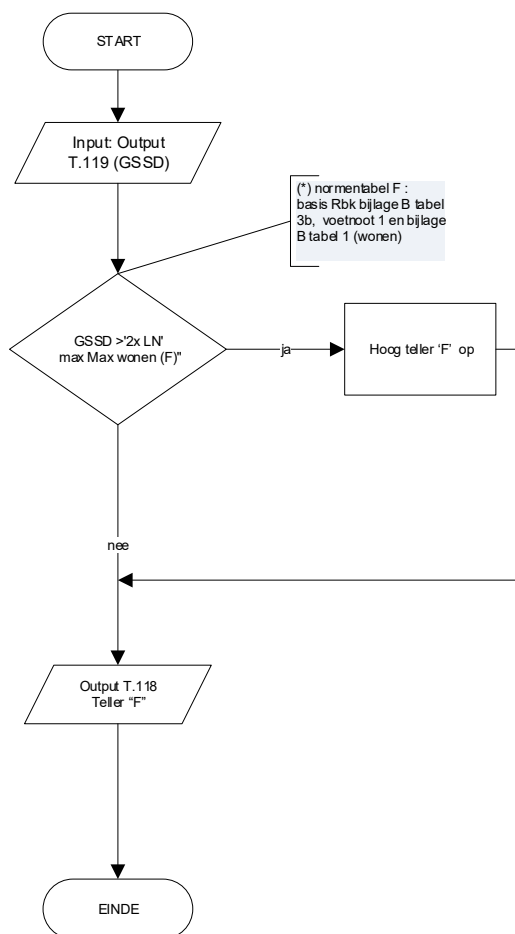 START
Input: Output
T.119 (GSSD)
(*) normentabel F :
basis Rbk bijlage B tabel
3b, voetnoot 1 en bijlage
B tabel 1 (wonen)
GSSD >'2x LN'
max Max wonen (F)"
ja
Hoog teller ‘F’ op
nee
Output T.118
Teller “F”
EINDE